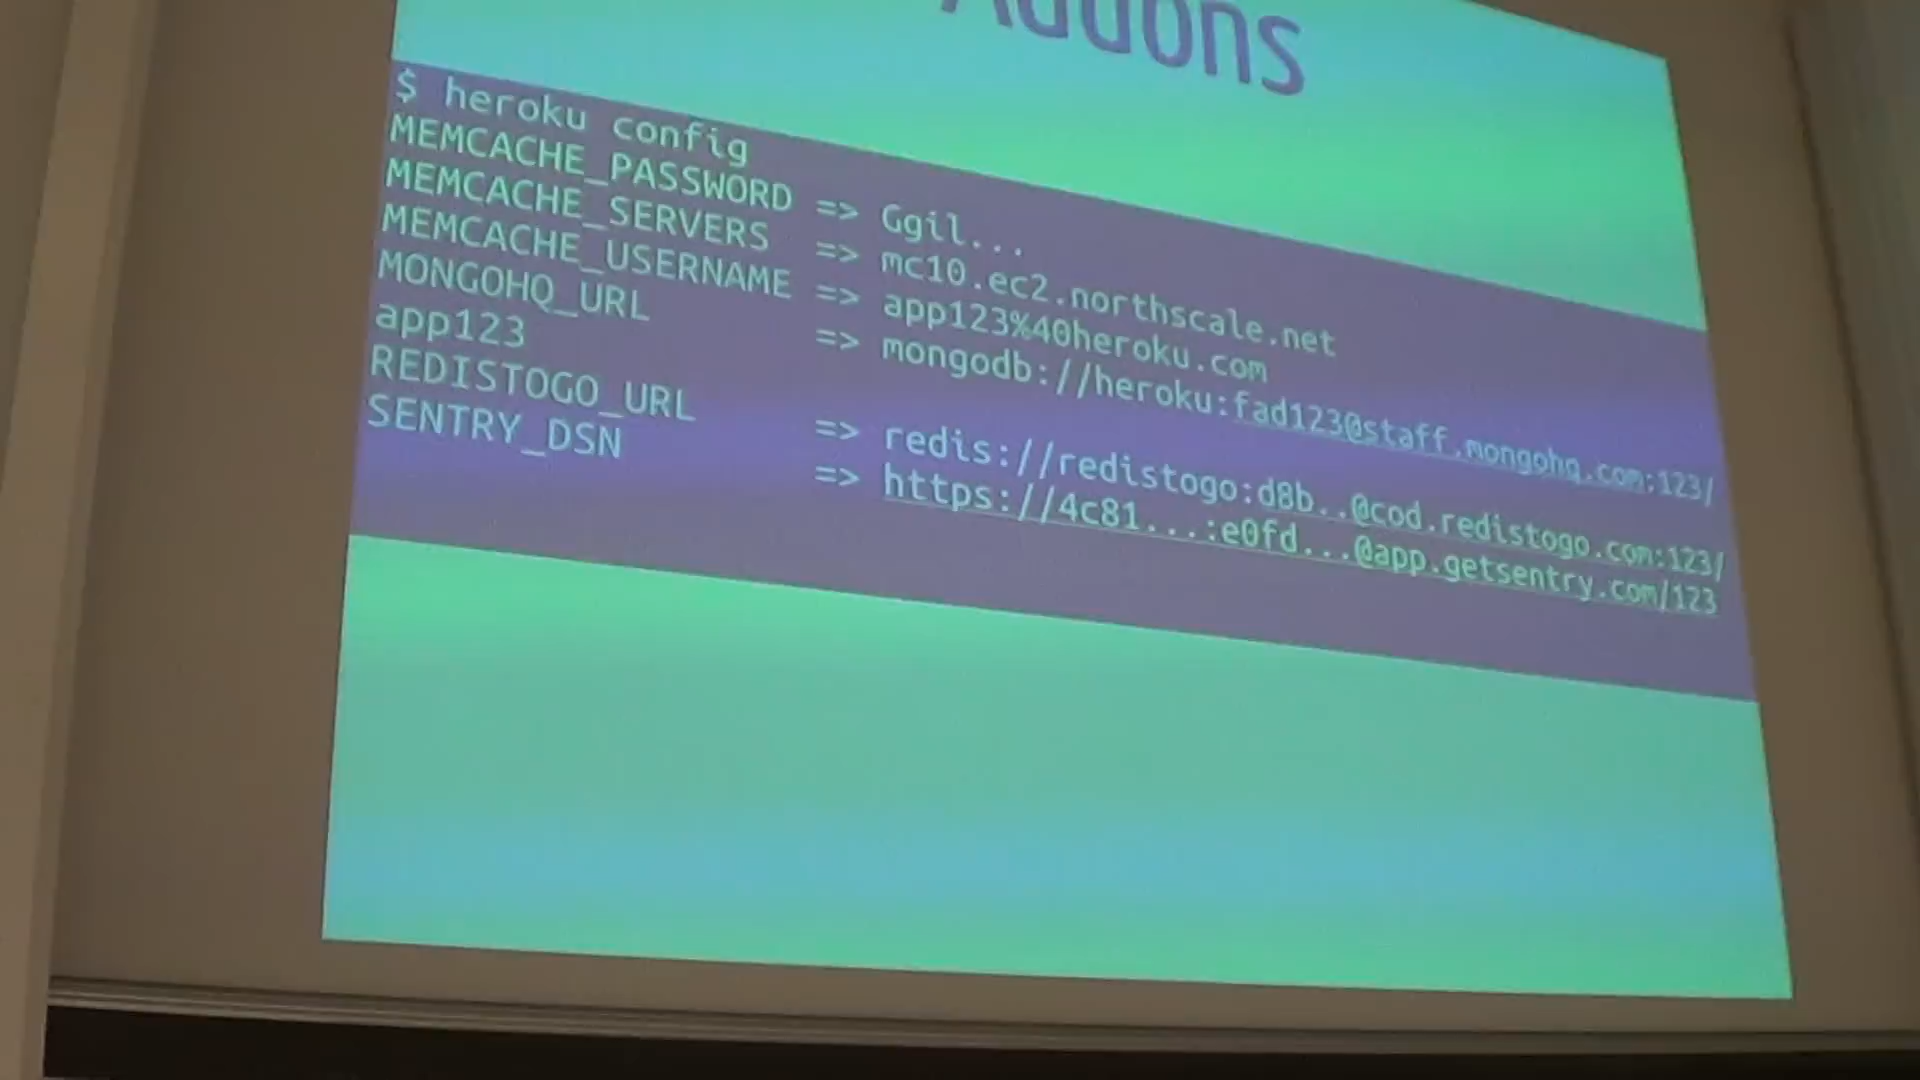 Addons
$ heroku config
MEMCACHE_PASSWORD => Ggil...
MEMCACHE_SERVERS => mc10.ec2.northscale.net
MEMCACHE_USERNAME => app123%40heroku.com
MONGOHQ_URL => mongodb://heroku:fad123@staff.mongohq.com:123/
app123
REDISTOGO_URL => redis://redistogo:d8b..@cod.redistogo.com:123/
SENTRY_DSN => https://4c81...:e0fd...@app.getsentry.com/123